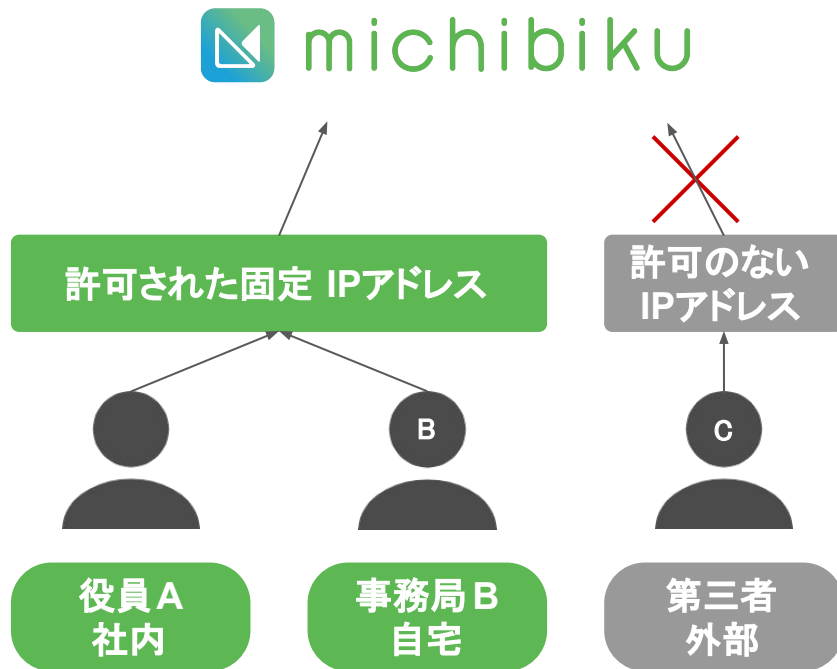 michibiku
許可された固定 IPアドレス
許可のない
IPアドレス
B
C
役員A
社内
事務局B
自宅
第三者
外部